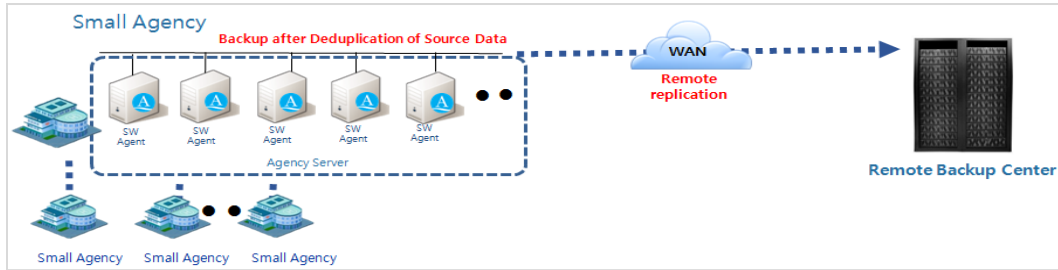 Small Agency
Backup after Deduplication of Source Data
WAN
Remote
replication
A
A
A
A
A
SW
Agent
SW
Agent
SW
Agent
SW
Agent
SW
Agent
Agency Server
Remote Backup Center
Small Agency
Small Agency
Small Agency